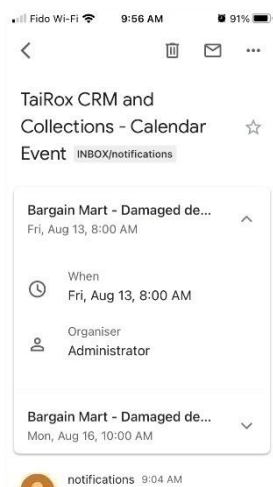 Fido Wi-Fi 9:56 AM 91%
TaiRox CRM and
Collections - Calendar
Event INBOX/notifications
Bargain Mart - Damaged de...
Fri, Aug 13, 8:00 AM
When
Fri, Aug 13, 8:00 AM
Organiser
Administrator
Bargain Mart - Damaged de...
Mon, Aug 16, 10:00 AM
notifications 9:04 AM